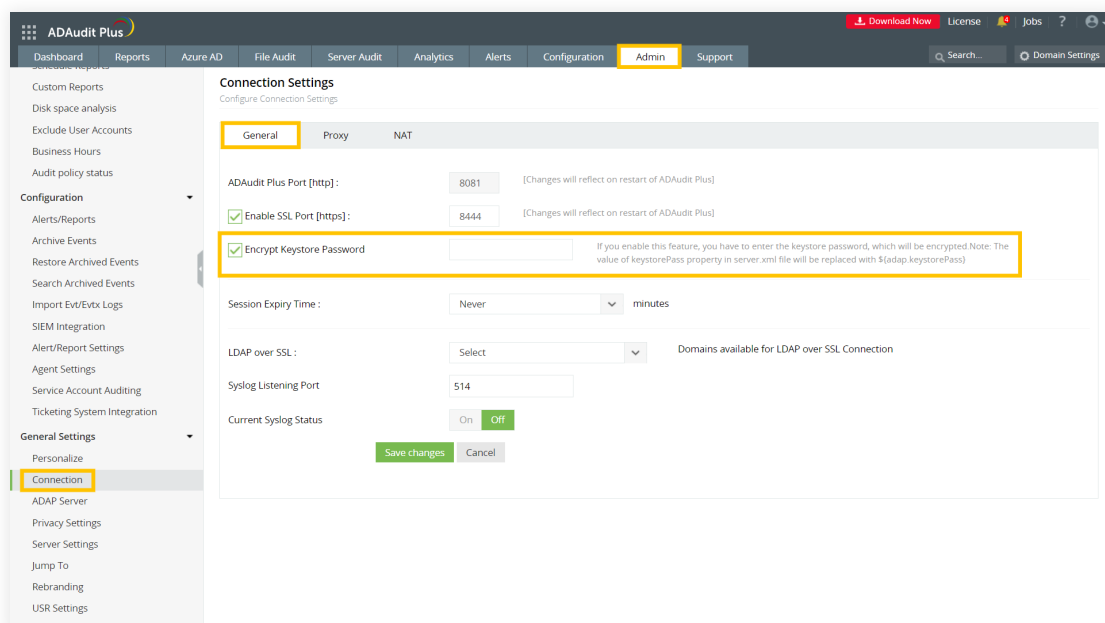 ADAudit Plus
Download Now License 4 Jobs ?
Dashboard Reports Azure AD File Audit Server Audit Analytics Alerts Configuration Admin Support Search... Domain Settings
Schedule Reports
Custom Reports
Disk space analysis
Exclude User Accounts
Business Hours
Audit policy status
Configuration
Alerts/Reports
Archive Events
Restore Archived Events
Search Archived Events
Import Evt/Evtx Logs
SIEM Integration
Alert/Report Settings
Agent Settings
Service Account Auditing
Ticketing System Integration
General Settings
Personalize
Connection
ADAP Server
Privacy Settings
Server Settings
Jump To
Rebranding
USR Settings
Connection Settings
Configure Connection Settings
General Proxy NAT
ADAudit Plus Port [http] : 8081 [Changes will reflect on restart of ADAudit Plus]
Enable SSL Port [https] : 8444 [Changes will reflect on restart of ADAudit Plus]
Encrypt Keystore Password
If you enable this feature, you have to enter the keystore password, which will be encrypted.Note: The
value of keystorePass property in server.xml file will be replaced with ${adap.keystorePass}
Session Expiry Time : Never minutes
LDAP over SSL : Select Domains available for LDAP over SSL Connection
Syslog Listening Port 514
Current Syslog Status On Off
Save changes Cancel